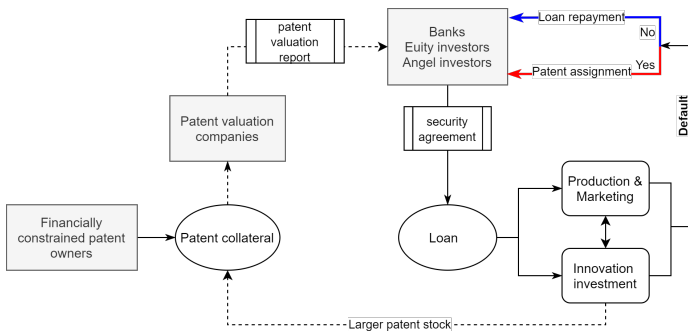 patent
valuation
report
Banks
Euity investors
Angel investors
Loan repayment
No
Yes
Patent assignment
Default
Patent valuation
companies
security
agreement
Production &
Marketing
Financially
constrained patent
owners
Patent collateral
Loan
Innovation
investment
Larger patent stock